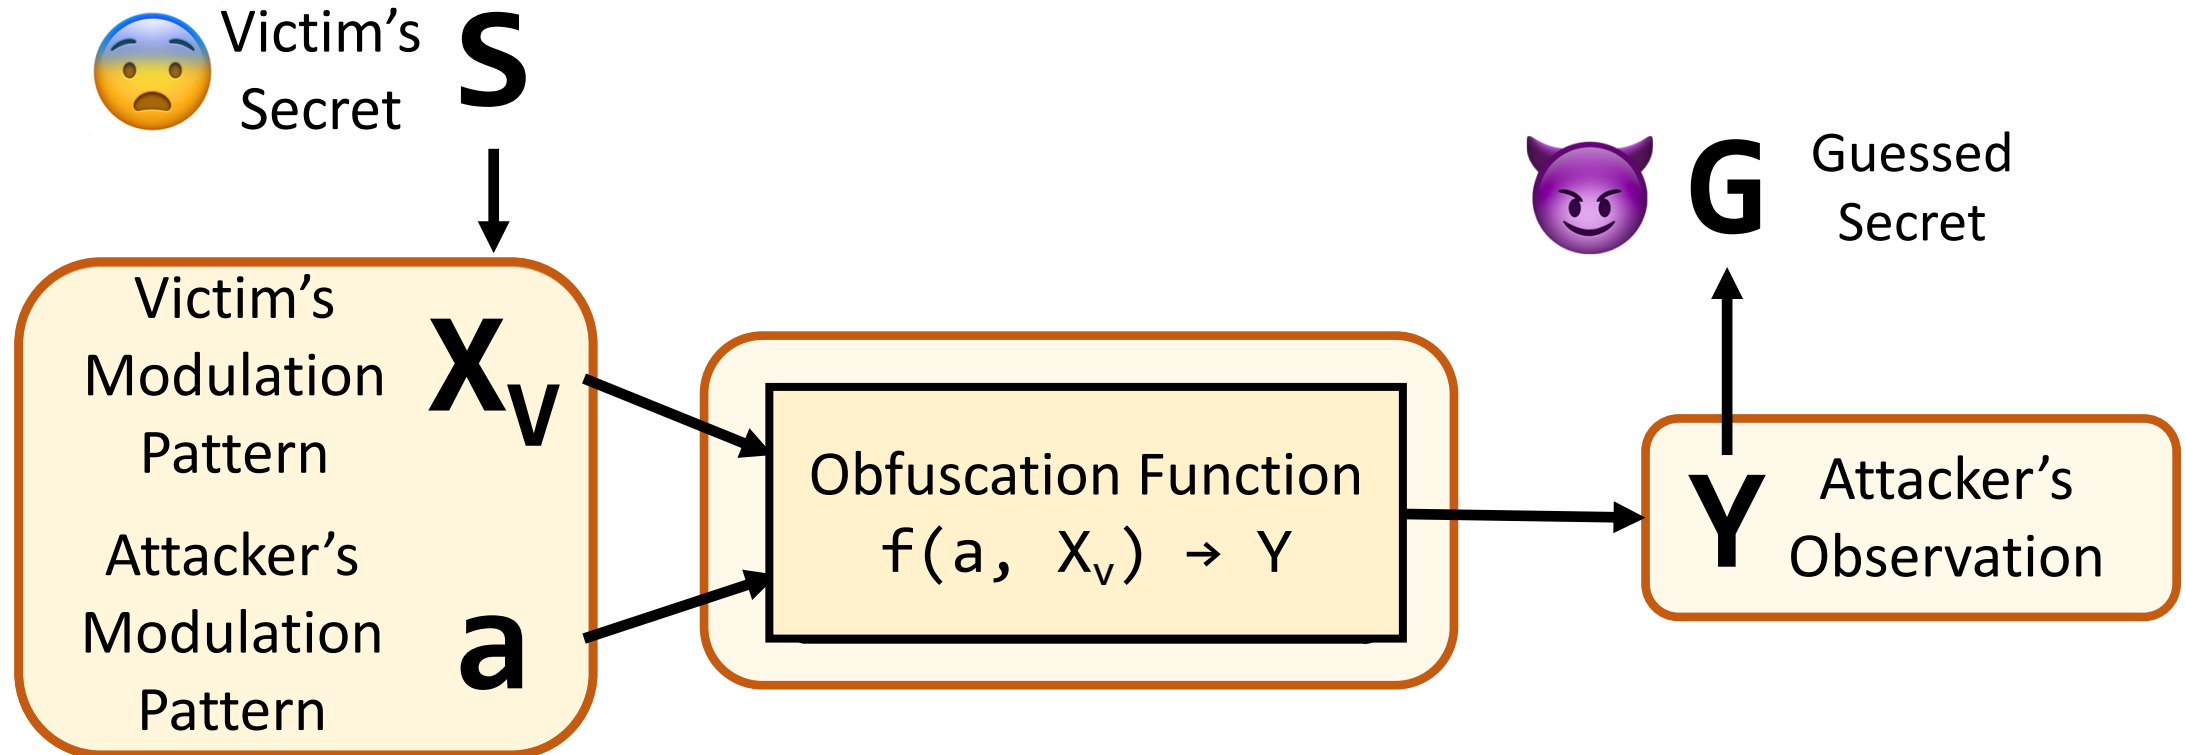 Victim’s
Secret
S
Guessed
Secret
G
Victim’s
Modulation
Pattern
Xᵥ
Attacker’s
Modulation
Pattern
a
Obfuscation Function
f(a, Xᵥ) → Y
Y
Attacker’s
Observation